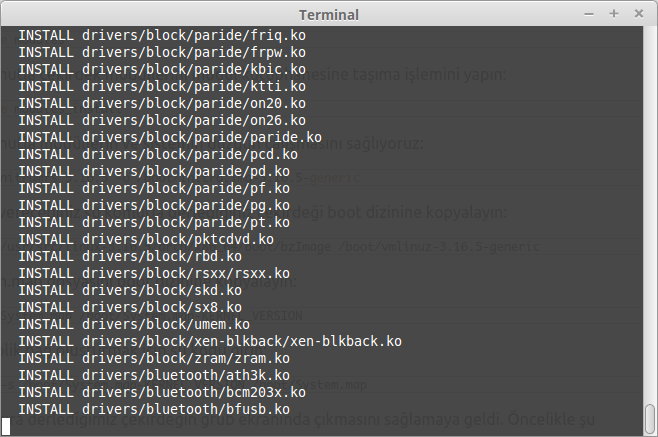 Terminal
INSTALL drivers/block/paride/friq.ko
INSTALL drivers/block/paride/frpw.ko
INSTALL drivers/block/paride/kbic.ko
INSTALL drivers/block/paride/ktti.ko
INSTALL drivers/block/paride/on20.ko
INSTALL drivers/block/paride/on26.ko
INSTALL drivers/block/paride/paride.ko
INSTALL drivers/block/paride/pcd.ko
INSTALL drivers/block/paride/pd.ko
INSTALL drivers/block/paride/pf.ko
INSTALL drivers/block/paride/pg.ko
INSTALL drivers/block/paride/pt.ko
INSTALL drivers/block/pktcdvd.ko
INSTALL drivers/block/rbd.ko
INSTALL drivers/block/rsxx/rsxx.ko
INSTALL drivers/block/skd.ko
INSTALL drivers/block/sx8.ko
INSTALL drivers/block/umem.ko
INSTALL drivers/block/xen-blkback/xen-blkback.ko
INSTALL drivers/block/zram/zram.ko
INSTALL drivers/bluetooth/ath3k.ko
INSTALL drivers/bluetooth/bcm203x.ko
INSTALL drivers/bluetooth/bfusb.ko